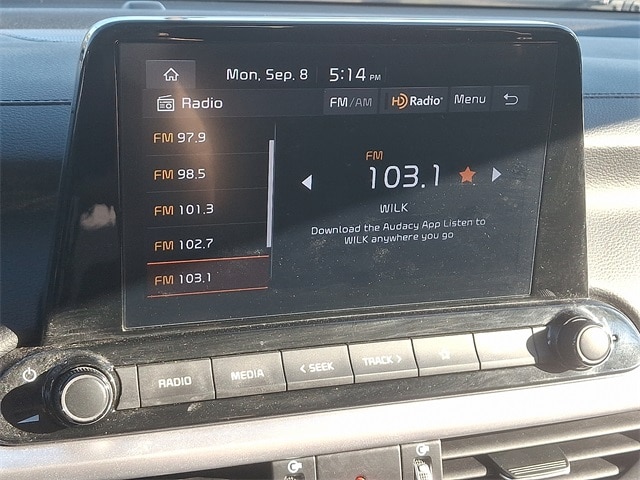 Mon, Sep. 8 5:14 PM
Radio FM/AM HD Radio Menu
FM 97.9
FM 98.5
FM 101.3
FM 102.7
FM 103.1
FM
103.1
WILK
Download the Audacy App Listen to
WILK anywhere you go
RADIO MEDIA < SEEK TRACK >